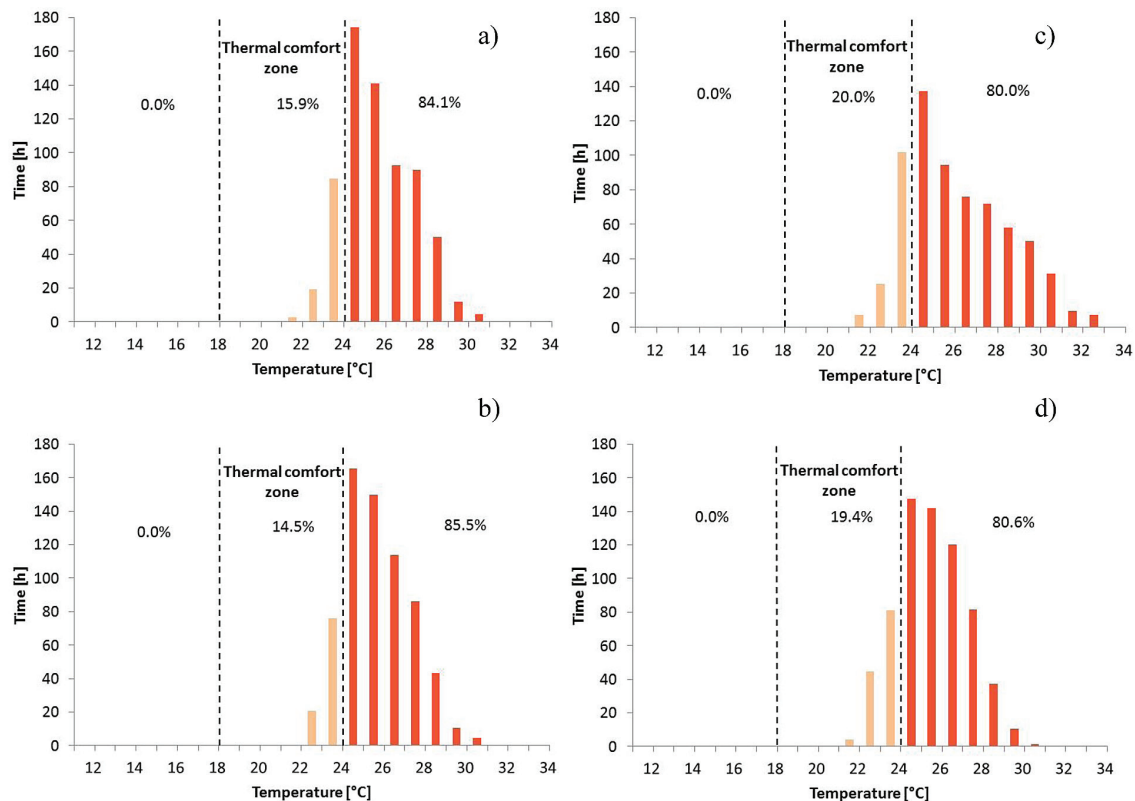 a)
180
160
140
120
100
80
60
40
20
0
Time [h]
Thermal comfort
zone
0.0% 15.9% 84.1%
12 14 16 18 20 22 24 26 28 30 32 34
Temperature [°C]
c)
180
160
140
120
100
80
60
40
20
0
Time [h]
Thermal comfort
zone
0.0% 20.0% 80.0%
12 14 16 18 20 22 24 26 28 30 32 34
Temperature [°C]
b)
180
160
140
120
100
80
60
40
20
0
Time [h]
Thermal comfort
zone
0.0% 14.5% 85.5%
12 14 16 18 20 22 24 26 28 30 32 34
Temperature [°C]
d)
180
160
140
120
100
80
60
40
20
0
Time [h]
Thermal comfort
zone
0.0% 19.4% 80.6%
12 14 16 18 20 22 24 26 28 30 32 34
Temperature [°C]